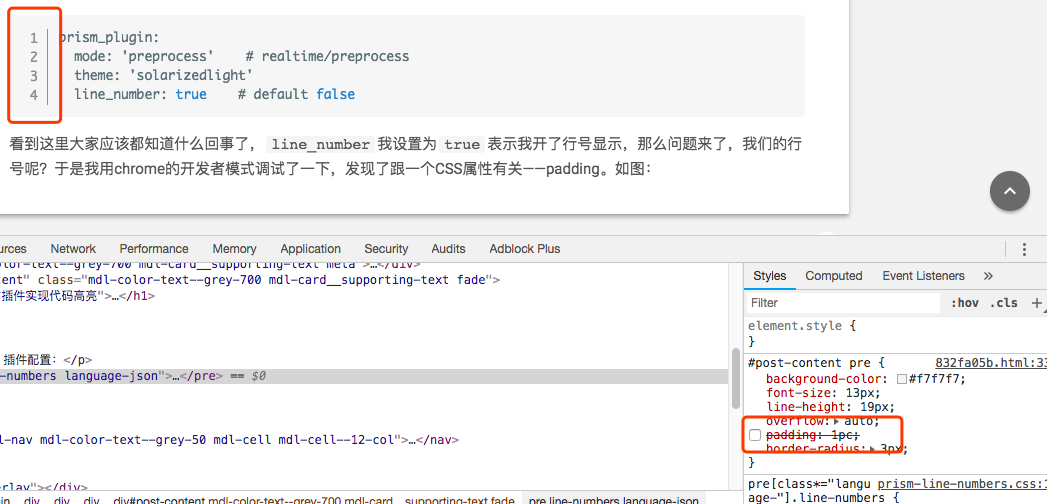 1 prism_plugin:
2 mode: 'preprocess' # realtime/preprocess
3 theme: 'solarizedlight'
4 line_number: true # default false
看到这里大家应该都知道什么回事了， line_number 我设置为 true 表示我开了行号显示，那么问题来了，我们的行
号呢？于是我用chrome的开发者模式调试了一下，发现了跟一个CSS属性有关——padding。如图：
urces Network Performance Memory Application Security Audits Adblock Plus
olor-text--grey-700 mdl-card__supporting-text meta">…</div>
tent" class="mdl-color-text--grey-700 mdl-card__supporting-text fade">
插件实现代码高亮">…</h1>
插件配置：</p>
-numbers language-json">…</pre> == $0
dl-nav mdl-color-text--grey-50 mdl-cell mdl-cell--12-col">…</nav>
erlay"></div>
in div div div div#post-content.mdl-color-text--grey-700.mdl-card__supporting-text.fade pre.line-numbers.language-json
Styles Computed Event Listeners »
Filter :hov .cls +
element.style {
}
#post-content pre { 832fa05b.html:33
background-color: #f7f7f7;
font-size: 13px;
line-height: 19px;
overflow: auto;
padding: 1pc;
border-radius: 3px;
}
pre[class*="langu prism-line-numbers.css:1
age-"].line-numbers {